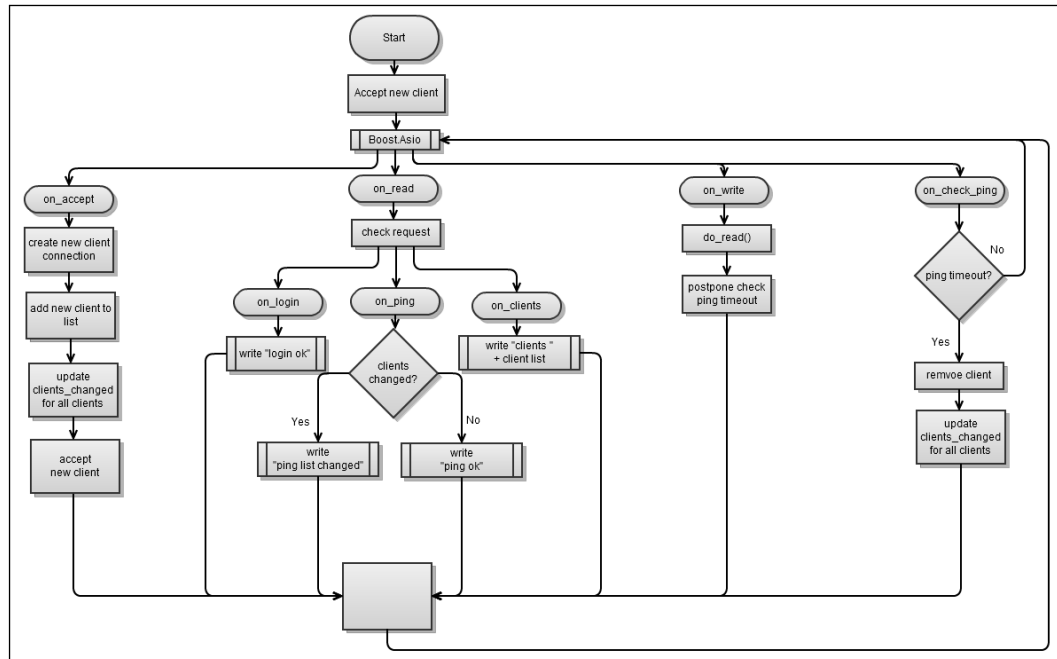 Start
Accept new client
Boost.Asio
on_accept
on_read
on_write
on_check_ping
create new client
connection
check request
do_read()
No
ping timeout?
add new client to
list
on_login
on_ping
on_clients
postpone check
ping timeout
write "login ok"
clients
changed?
write "clients "
+ client list
Yes
update
clients_changed
for all clients
remvoe client
Yes
No
accept
new client
write
"ping list changed"
write
"ping ok"
update
clients_changed
for all clients